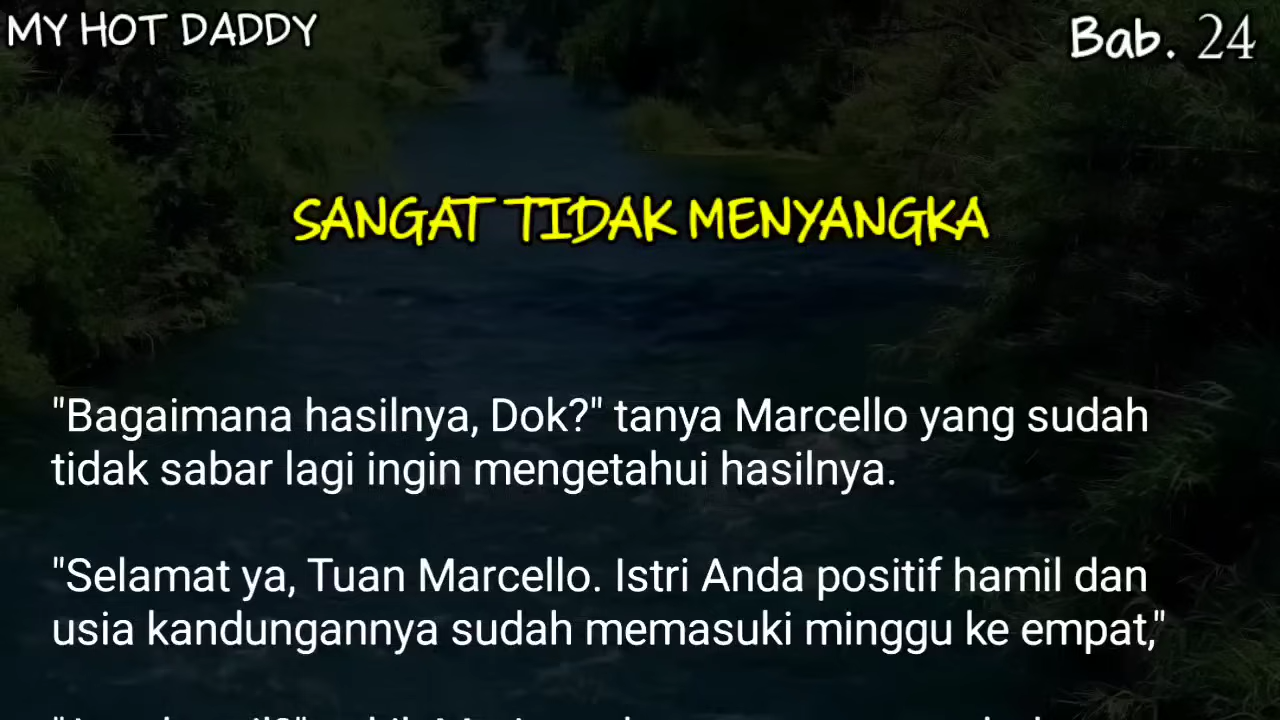 MY HOT DADDY
Bab. 24
SANGAT TIDAK MENYANGKA
"Bagaimana hasilnya, Dok?" tanya Marcello yang sudah
tidak sabar lagi ingin mengetahui hasilnya.
"Selamat ya, Tuan Marcello. Istri Anda positif hamil dan
usia kandungannya sudah memasuki minggu ke empat,"